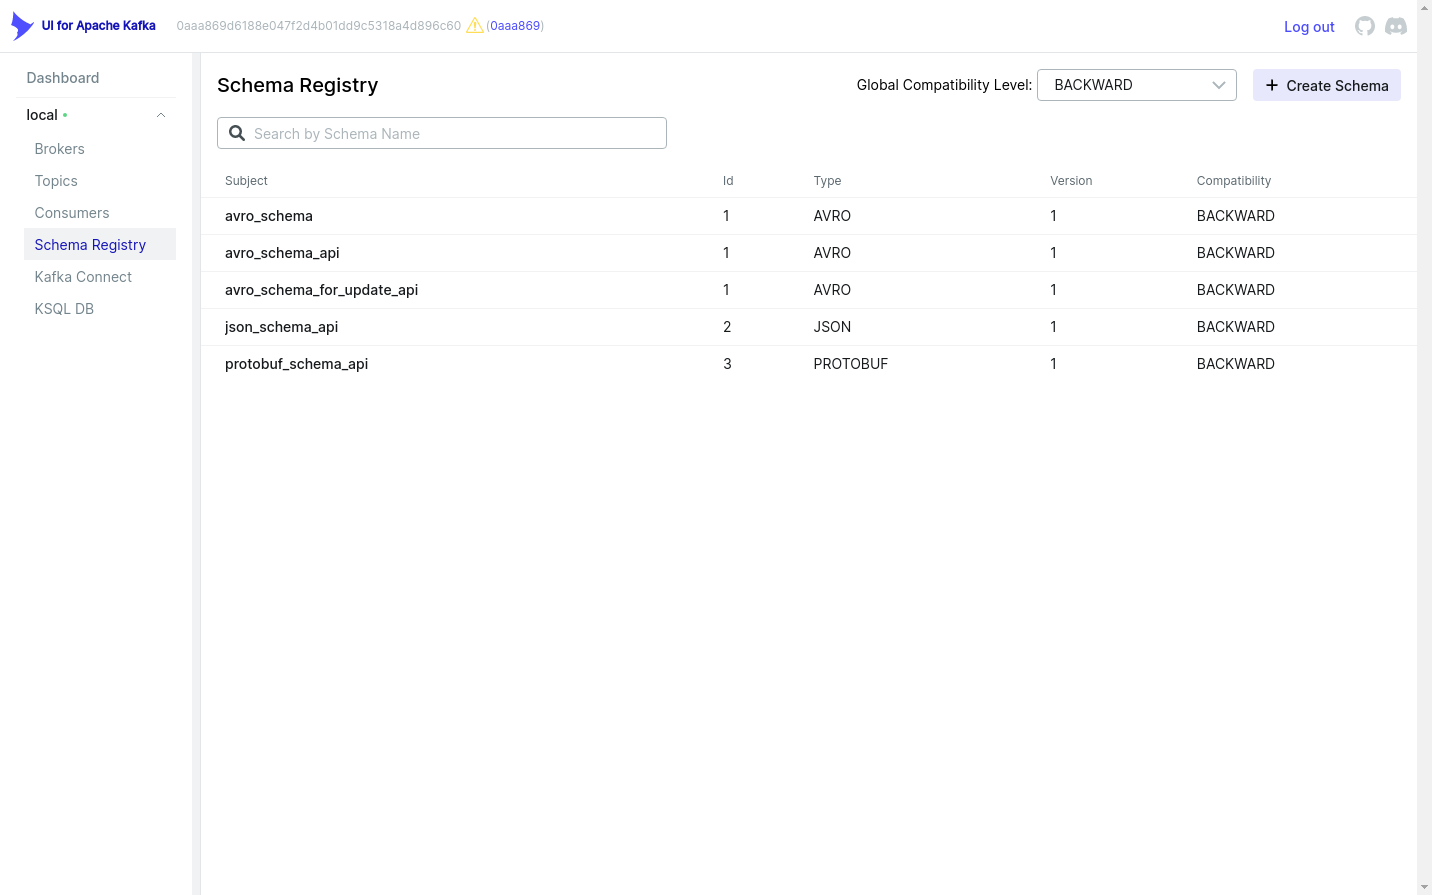 UI for Apache Kafka 0aaa869d6188e047f2d4b01dd9c5318a4d896c60 (0aaa869) Log out
Dashboard
local
Brokers
Topics
Consumers
Schema Registry
Kafka Connect
KSQL DB
Schema Registry Global Compatibility Level: BACKWARD Create Schema
Search by Schema Name
Subject Id Type Version Compatibility
avro_schema 1 AVRO 1 BACKWARD
avro_schema_api 1 AVRO 1 BACKWARD
avro_schema_for_update_api 1 AVRO 1 BACKWARD
json_schema_api 2 JSON 1 BACKWARD
protobuf_schema_api 3 PROTOBUF 1 BACKWARD